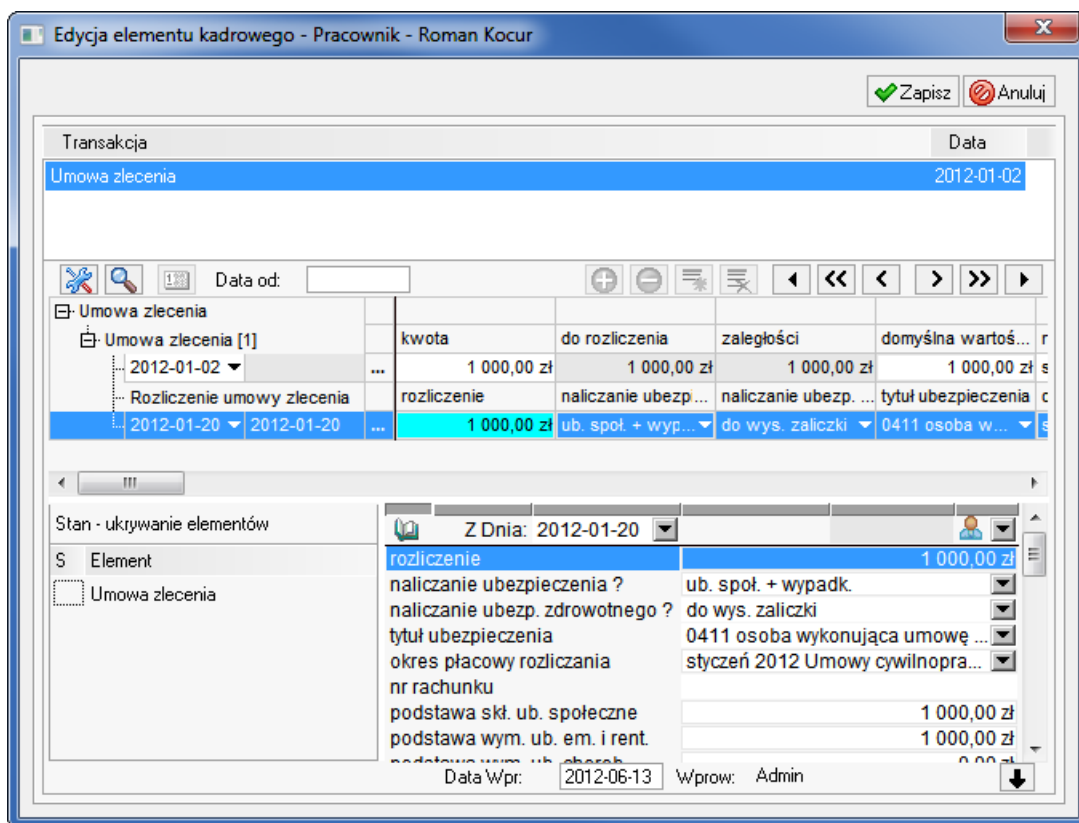 Edycja elementu kadrowego - Pracownik - Roman Kocur
Zapisz Anuluj
Transakcja Data
Umowa zlecenia 2012-01-02
Data od:
Umowa zlecenia
Umowa zlecenia [1] kwota do rozliczenia zaległości domyślna wartoś...
2012-01-02 ... 1 000,00 zł 1 000,00 zł 1 000,00 zł 1 000,00 zł
Rozliczenie umowy zlecenia rozliczenie naliczanie ubezpi... naliczanie ubezp. ... tytuł ubezpieczenia
2012-01-20 2012-01-20 ... 1 000,00 zł ub. społ. + wyp... do wys. zaliczki 0411 osoba w...
Stan - ukrywanie elementów
S Element
Umowa zlecenia
Z Dnia: 2012-01-20
rozliczenie 1 000,00 zł
naliczanie ubezpieczenia ? ub. społ. + wypadk.
naliczanie ubezp. zdrowotnego ? do wys. zaliczki
tytuł ubezpieczenia 0411 osoba wykonująca umowę ...
okres płacowy rozliczania styczeń 2012 Umowy cywilnopra...
nr rachunku
podstawa skł. ub. społeczne 1 000,00 zł
podstawa wym. ub. em. i rent. 1 000,00 zł
Data Wpr: 2012-06-13 Wprow: Admin